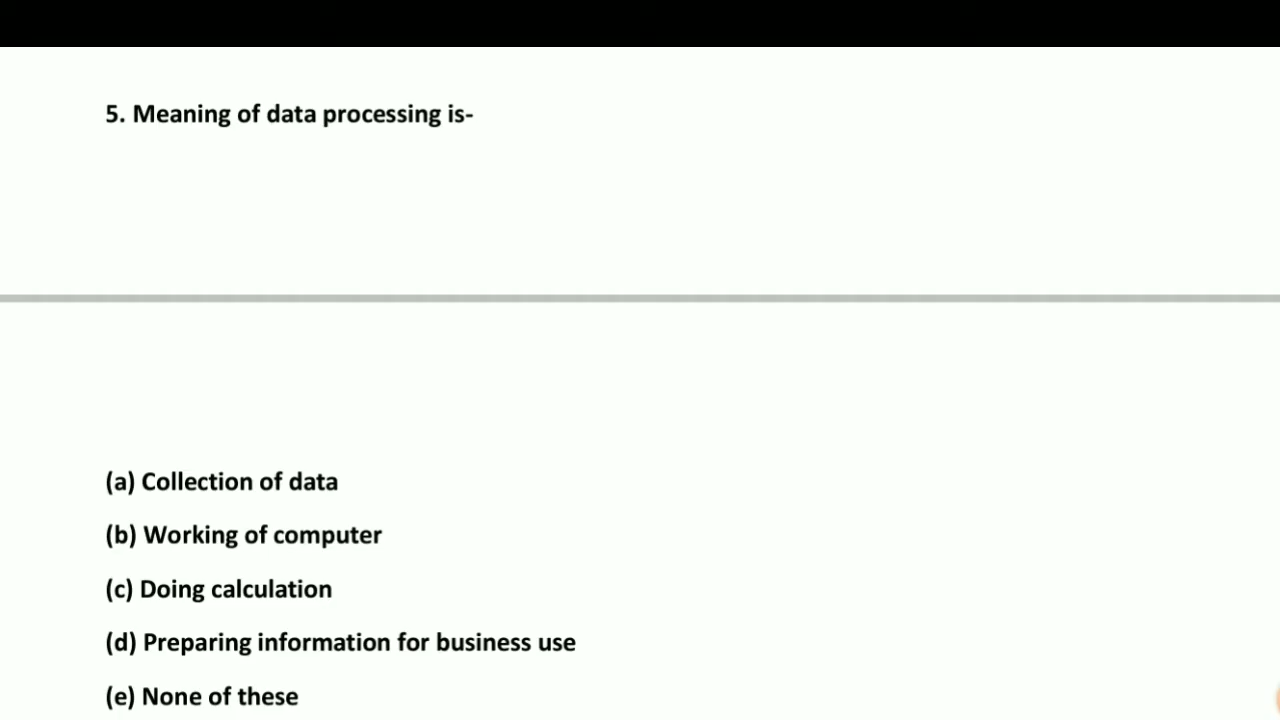 5. Meaning of data processing is-
(a) Collection of data
(b) Working of computer
(c) Doing calculation
(d) Preparing information for business use
(e) None of these